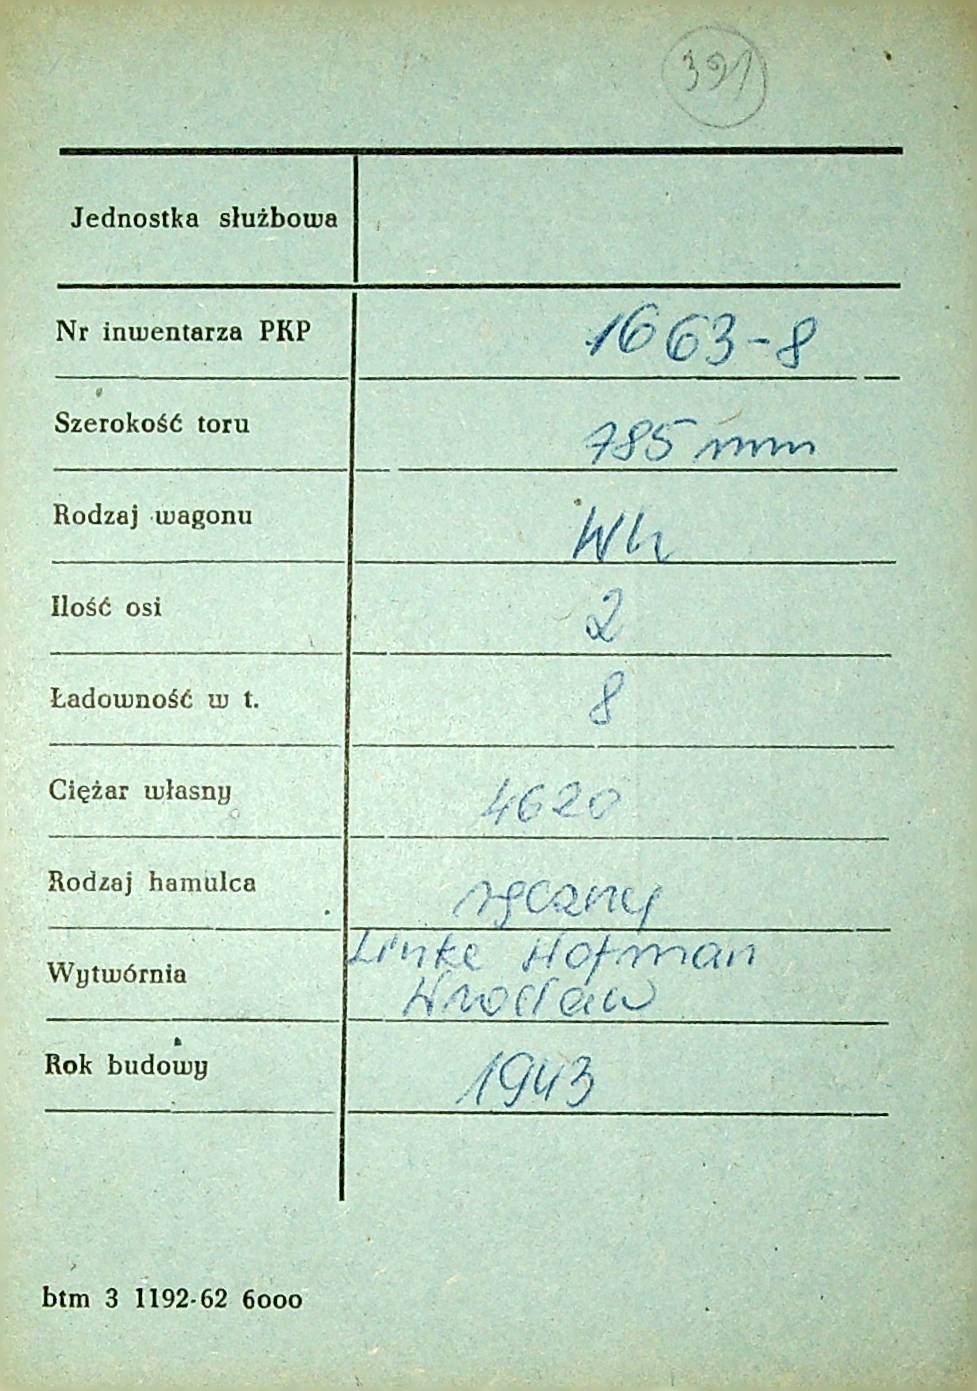 391
Jednostka służbowa
Nr inwentarza PKP 1663-8
Szerokość toru 785 mm
Rodzaj wagonu Wh
Ilość osi 2
Ładowność w t. 8
Ciężar własny 4620
Rodzaj hamulca ręczny
Linke Hofman
Wytwórnia Wrocław
Rok budowy 1943
btm 3 1192-62 6000